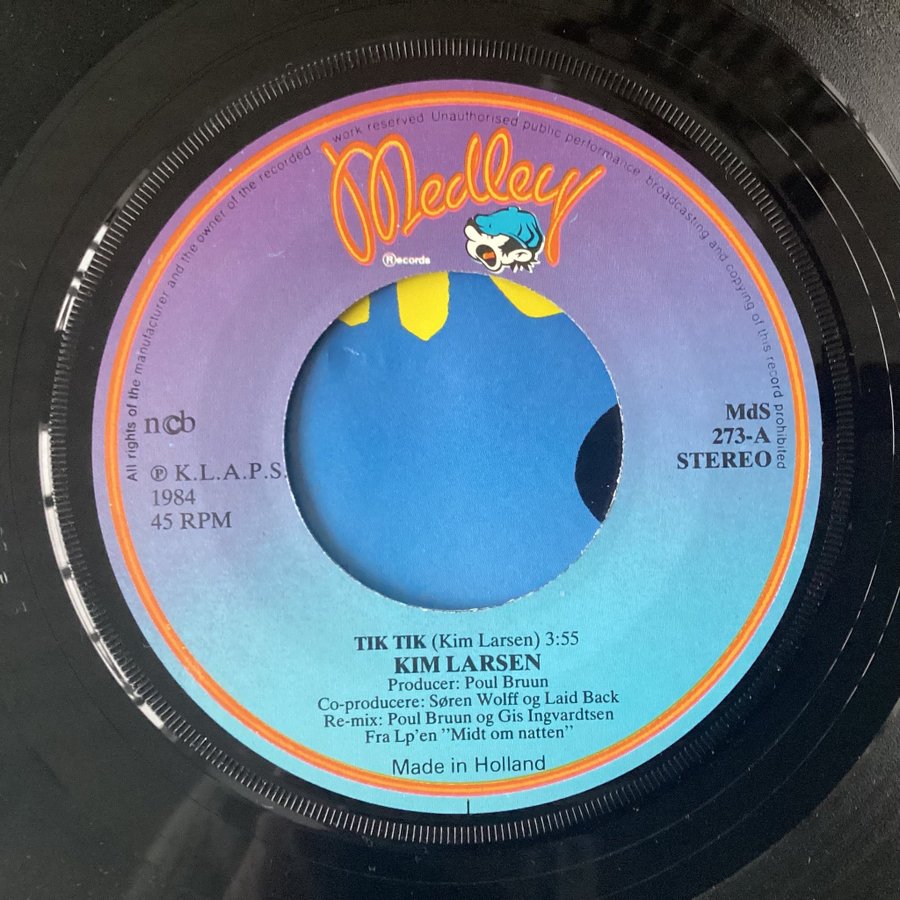 All rights of the manufacturer and the owner of the recorded work reserved Unauthorised public performance broadcasting and copying of this record prohibited
Medley
Ⓡecords
ncb
MdS
273-A
STEREO
℗ K.L.A.P.S.
1984
45 RPM
TIK TIK (Kim Larsen) 3:55
KIM LARSEN
Producer: Poul Bruun
Co-producere: Søren Wolff og Laid Back
Re-mix: Poul Bruun og Gis Ingvardtsen
Fra Lp'en "Midt om natten"
Made in Holland